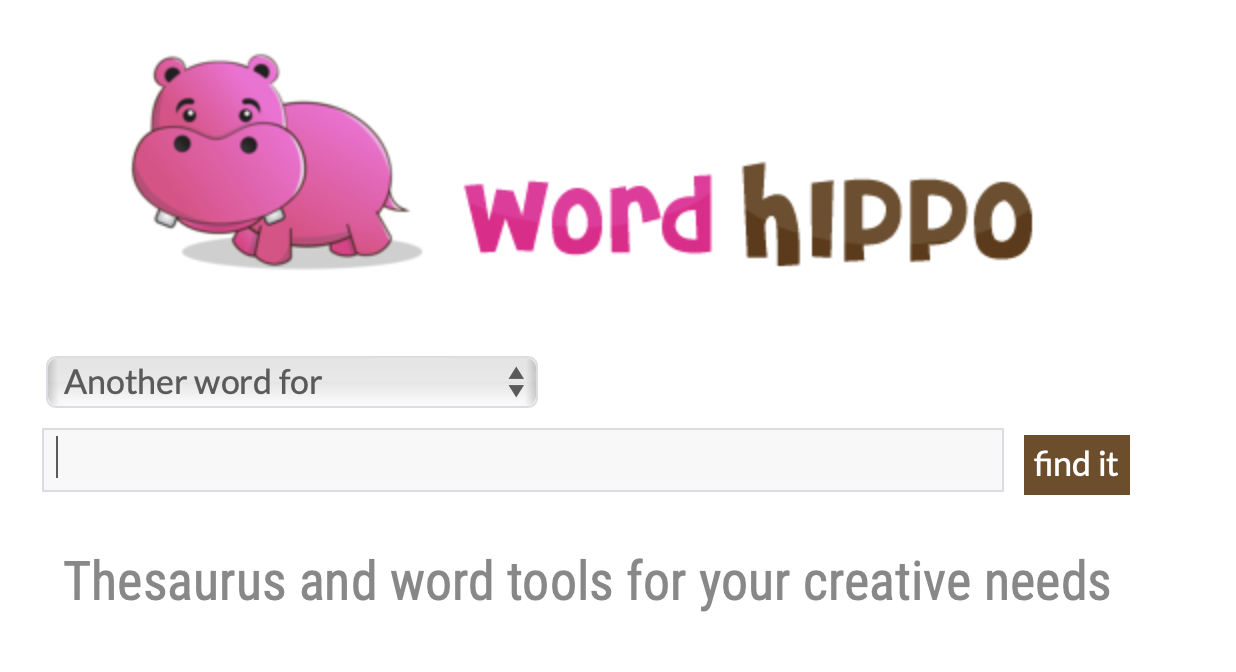 word hippo
Another word for
find it
Thesaurus and word tools for your creative needs